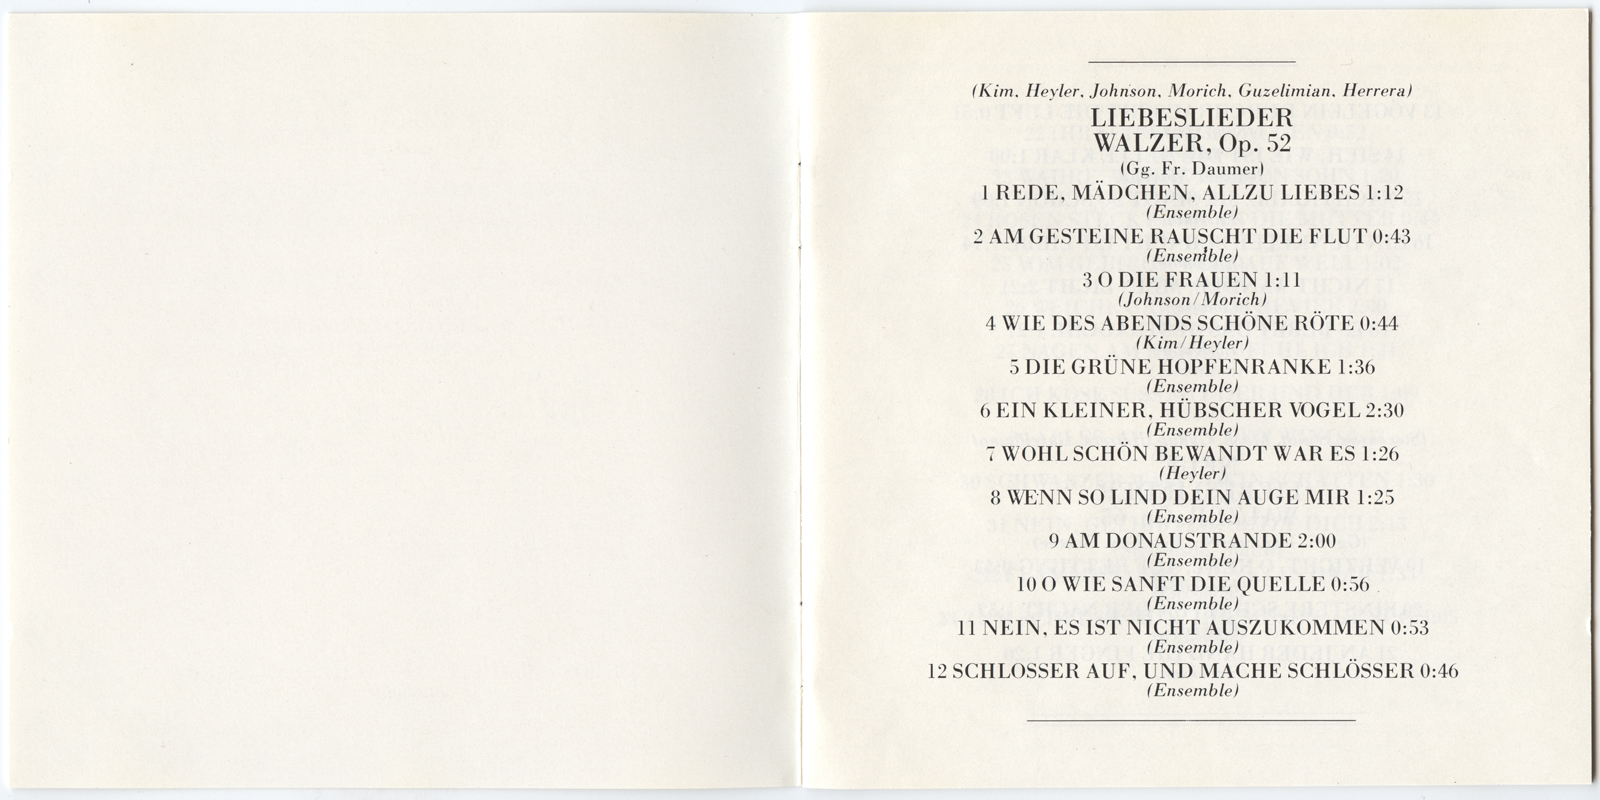 (Kim, Heyler, Johnson, Morich, Guzelimian, Herrera)
LIEBESLIEDER
WALZER, Op. 52
(Gg. Fr. Daumer)
1 REDE, MÄDCHEN, ALLZU LIEBES 1:12
(Ensemble)
2 AM GESTEINE RAUSCHT DIE FLUT 0:43
(Ensemble)
3 O DIE FRAUEN 1:11
(Johnson/Morich)
4 WIE DES ABENDS SCHÖNE RÖTE 0:44
(Kim/Heyler)
5 DIE GRÜNE HOPFENRANKE 1:36
(Ensemble)
6 EIN KLEINER, HÜBSCHER VOGEL 2:30
(Ensemble)
7 WOHL SCHÖN BEWANDT WAR ES 1:26
(Heyler)
8 WENN SO LIND DEIN AUGE MIR 1:25
(Ensemble)
9 AM DONAUSTRANDE 2:00
(Ensemble)
10 O WIE SANFT DIE QUELLE 0:56
(Ensemble)
11 NEIN, ES IST NICHT AUSZUKOMMEN 0:53
(Ensemble)
12 SCHLOSSER AUF, UND MACHE SCHLÖSSER 0:46
(Ensemble)